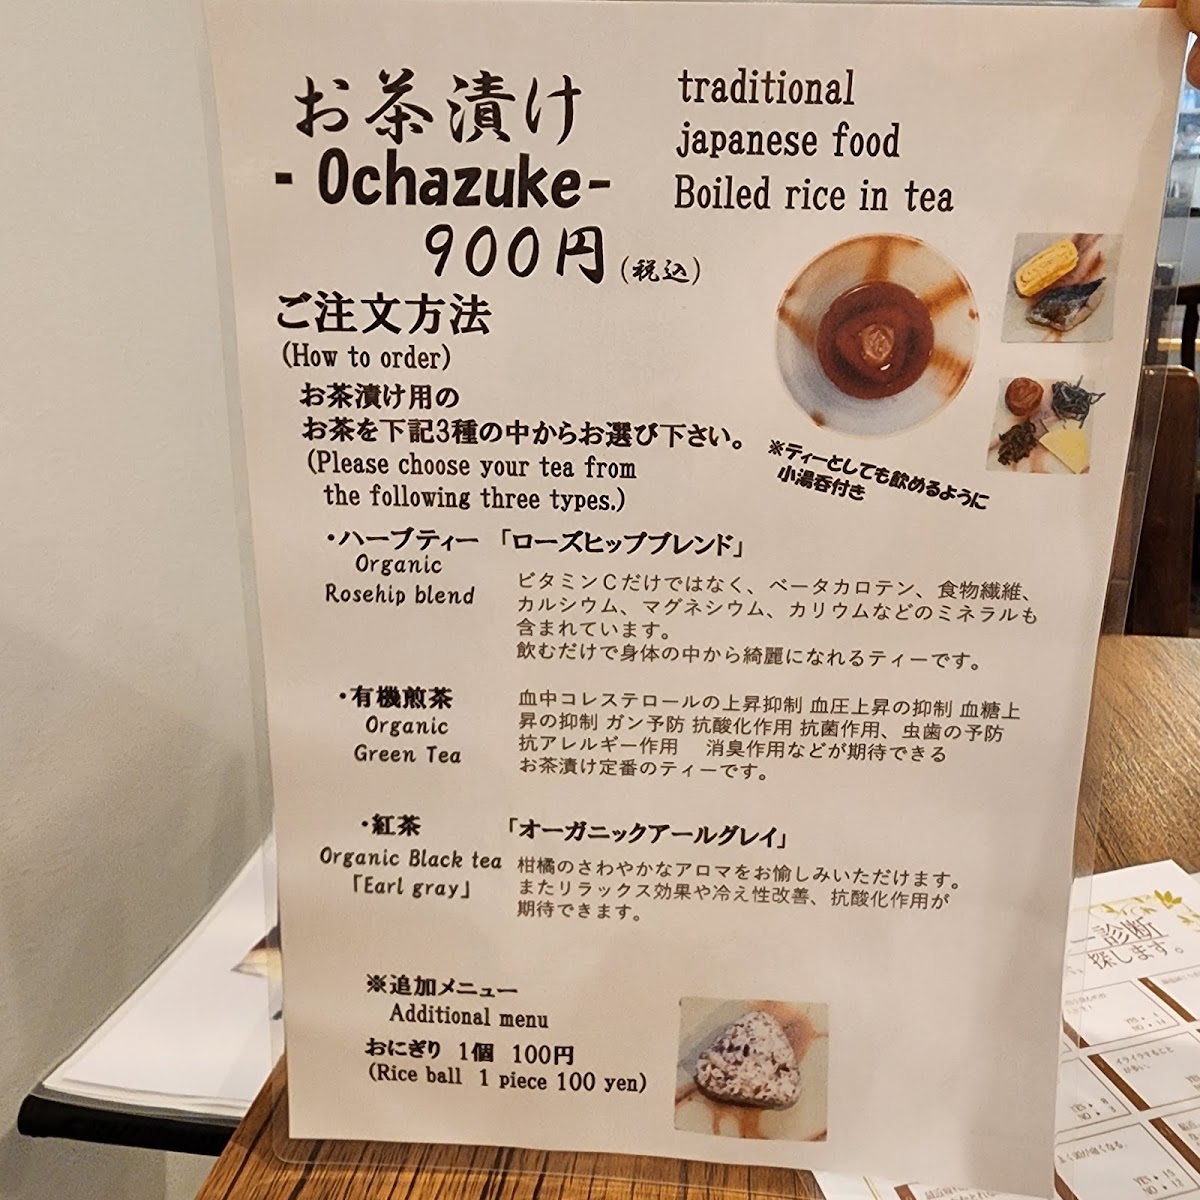 お茶漬け
- Ochazuke-
900円(税込)
traditional
japanese food
Boiled rice in tea
ご注文方法
(How to order)
お茶漬け用の
お茶を下記3種の中からお選び下さい。
(Please choose your tea from
the following three types.)
※ティーとしても飲めるように
小湯呑付き
・ハーブティー 「ローズヒップブレンド」
Organic
Rosehip blend
ビタミンCだけではなく、ベータカロテン、食物繊維、
カルシウム、マグネシウム、カリウムなどのミネラルも
含まれています。
飲むだけで身体の中から綺麗になれるティーです。
・有機煎茶
Organic
Green Tea
血中コレステロールの上昇抑制 血圧上昇の抑制 血糖上
昇の抑制 ガン予防 抗酸化作用 抗菌作用、虫歯の予防
抗アレルギー作用 消臭作用などが期待できる
お茶漬け定番のティーです。
・紅茶 「オーガニックアールグレイ」
Organic Black tea
「Earl gray」
柑橘のさわやかなアロマをお愉しみいただけます。
またリラックス効果や冷え性改善、抗酸化作用が
期待できます。
※追加メニュー
Additional menu
おにぎり 1個 100円
(Rice ball 1 piece 100 yen)
ー診断
探します。
イライラすること
が多い。